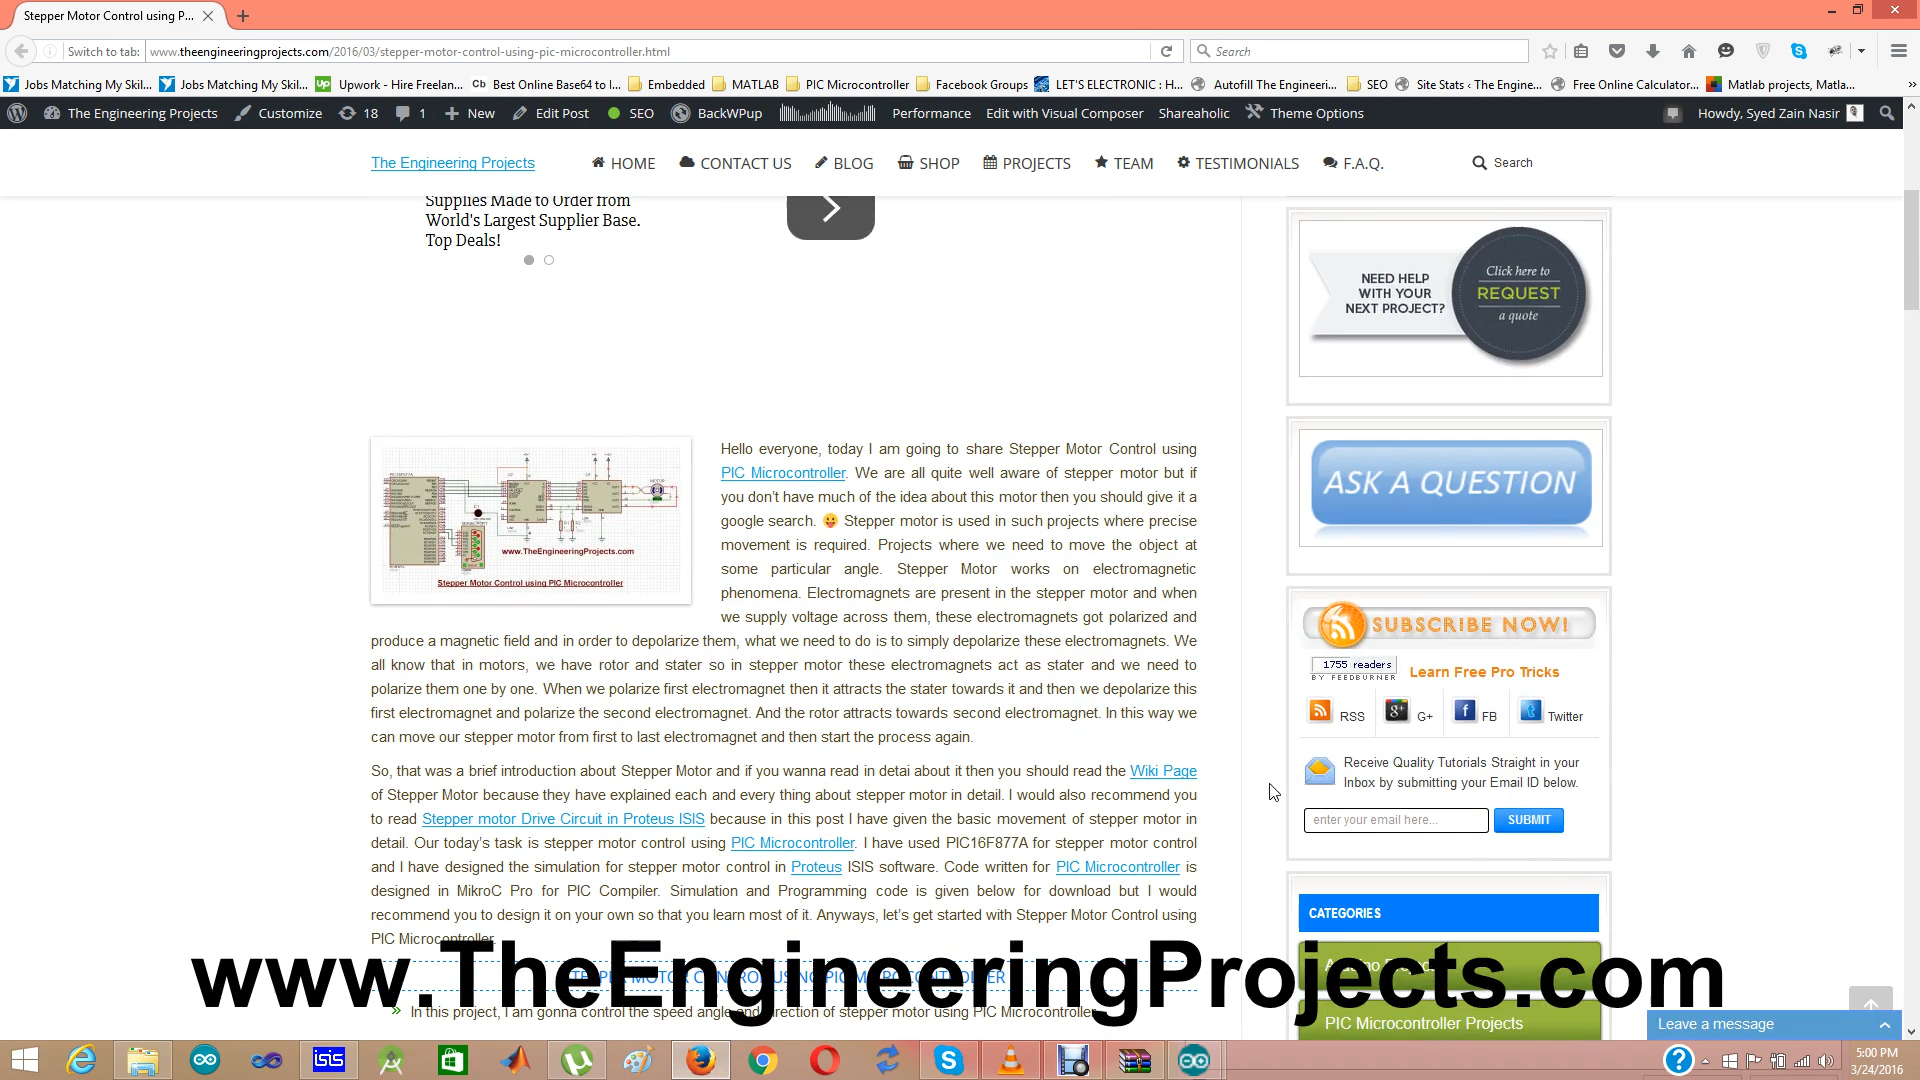 Stepper Motor Control using P...
Switch to tab: www.theengineeringprojects.com/2016/03/stepper-motor-control-using-pic-microcontroller.html
Search
Jobs Matching My Skil... Jobs Matching My Skil... Upwork - Hire Freelan... Best Online Base64 to I... Embedded MATLAB PIC Microcontroller Facebook Groups LET'S ELECTRONIC : H... Autofill The Engineeri... SEO Site Stats ‹ The Engine... Free Online Calculator... Matlab projects, Matla...
The Engineering Projects Customize 18 1 New Edit Post SEO BackWPup Performance Edit with Visual Composer Shareaholic Theme Options Howdy, Syed Zain Nasir
The Engineering Projects HOME CONTACT US BLOG SHOP PROJECTS TEAM TESTIMONIALS F.A.Q. Search
Supplies Made to Order from
World's Largest Supplier Base.
Top Deals!
NEED HELP
WITH YOUR
NEXT PROJECT?
Click here to
REQUEST
a quote
ASK A QUESTION
www.TheEngineeringProjects.com
Stepper Motor Control using PIC Microcontroller
Hello everyone, today I am going to share Stepper Motor Control using
PIC Microcontroller. We are all quite well aware of stepper motor but if
you don't have much of the idea about this motor then you should give it a
google search. 😛 Stepper motor is used in such projects where precise
movement is required. Projects where we need to move the object at
some particular angle. Stepper Motor works on electromagnetic
phenomena. Electromagnets are present in the stepper motor and when
we supply voltage across them, these electromagnets got polarized and
produce a magnetic field and in order to depolarize them, what we need to do is to simply depolarize these electromagnets. We
all know that in motors, we have rotor and stater so in stepper motor these electromagnets act as stater and we need to
polarize them one by one. When we polarize first electromagnet then it attracts the stater towards it and then we depolarize this
first electromagnet and polarize the second electromagnet. And the rotor attracts towards second electromagnet. In this way we
can move our stepper motor from first to last electromagnet and then start the process again.
So, that was a brief introduction about Stepper Motor and if you wanna read in detai about it then you should read the Wiki Page
of Stepper Motor because they have explained each and every thing about stepper motor in detail. I would also recommend you
to read Stepper motor Drive Circuit in Proteus ISIS because in this post I have given the basic movement of stepper motor in
detail. Our today's task is stepper motor control using PIC Microcontroller. I have used PIC16F877A for stepper motor control
and I have designed the simulation for stepper motor control in Proteus ISIS software. Code written for PIC Microcontroller is
designed in MikroC Pro for PIC Compiler. Simulation and Programming code is given below for download but I would
recommend you to design it on your own so that you learn most of it. Anyways, let's get started with Stepper Motor Control using
PIC Microcontroller.
STEPPER MOTOR CONTROL USING PIC MICROCONTROLLER
In this project, I am gonna control the speed angle and direction of stepper motor using PIC Microcontroller.
SUBSCRIBE NOW!
1755 readers
BY FEEDBURNER
Learn Free Pro Tricks
RSS G+ FB Twitter
Receive Quality Tutorials Straight in your
Inbox by submitting your Email ID below.
enter your email here... SUBMIT
CATEGORIES
Arduino Projects
PIC Microcontroller Projects
www.TheEngineeringProjects.com
Leave a message
isis
5:00 PM
3/24/2016